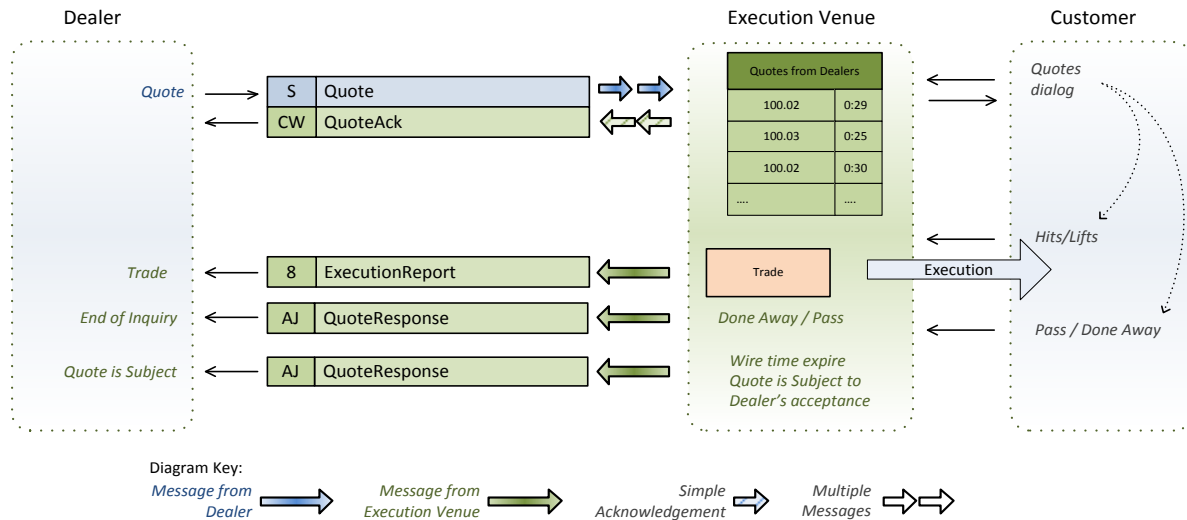 Dealer
Execution Venue
Customer
Quote
S Quote
CW QuoteAck
Quotes from Dealers
100.02 0:29
100.03 0:25
100.02 0:30
.... ....
Quotes
dialog
Hits/Lifts
Trade
8 ExecutionReport
Trade
Execution
End of Inquiry
AJ QuoteResponse
Done Away / Pass
Pass / Done Away
Quote is Subject
AJ QuoteResponse
Wire time expire
Quote is Subject to
Dealer's acceptance
Diagram Key:
Message from
Dealer
Message from
Execution Venue
Simple
Acknowledgement
Multiple
Messages